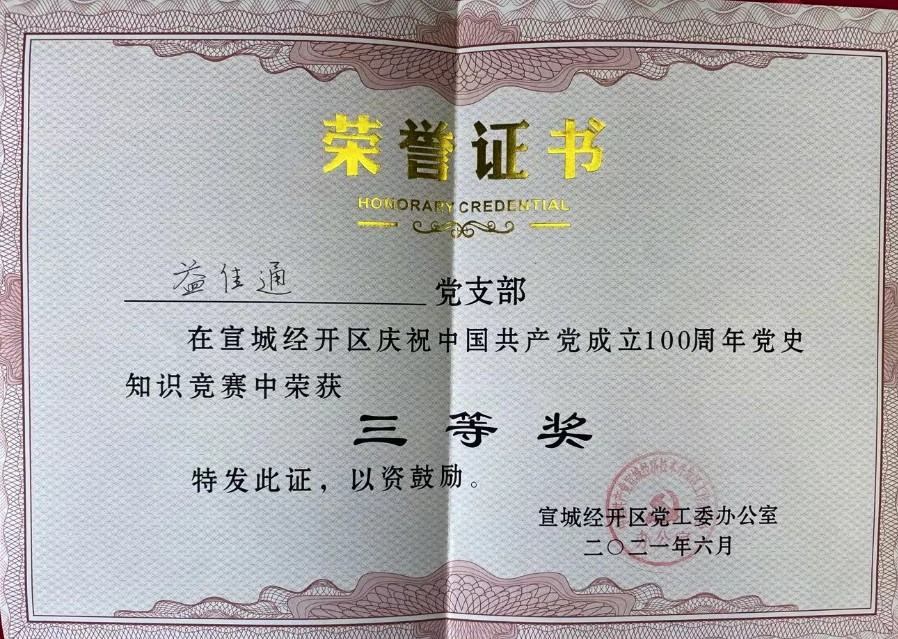 荣誉证书
HONORARY CREDENTIAL
益佳通 党支部
在宣城经开区庆祝中国共产党成立100周年党史
知识竞赛中荣获
三等奖
特发此证，以资鼓励。
宣城经开区党工委办公室
二〇二一年六月
办公室